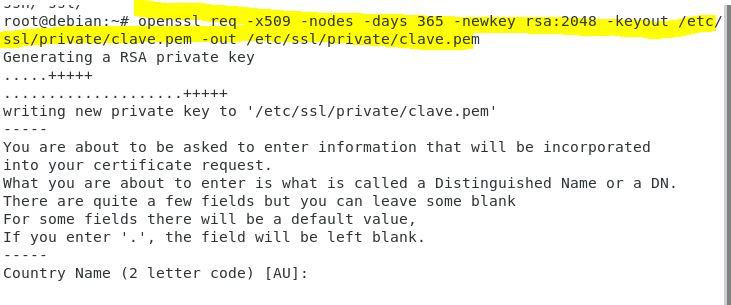 ssh/ ssl/
root@debian:~# openssl req -x509 -nodes -days 365 -newkey rsa:2048 -keyout /etc/
ssl/private/clave.pem -out /etc/ssl/private/clave.pem
Generating a RSA private key
.....+++++
....................+++++
writing new private key to '/etc/ssl/private/clave.pem'
-----
You are about to be asked to enter information that will be incorporated
into your certificate request.
What you are about to enter is what is called a Distinguished Name or a DN.
There are quite a few fields but you can leave some blank
For some fields there will be a default value,
If you enter '.', the field will be left blank.
-----
Country Name (2 letter code) [AU]: